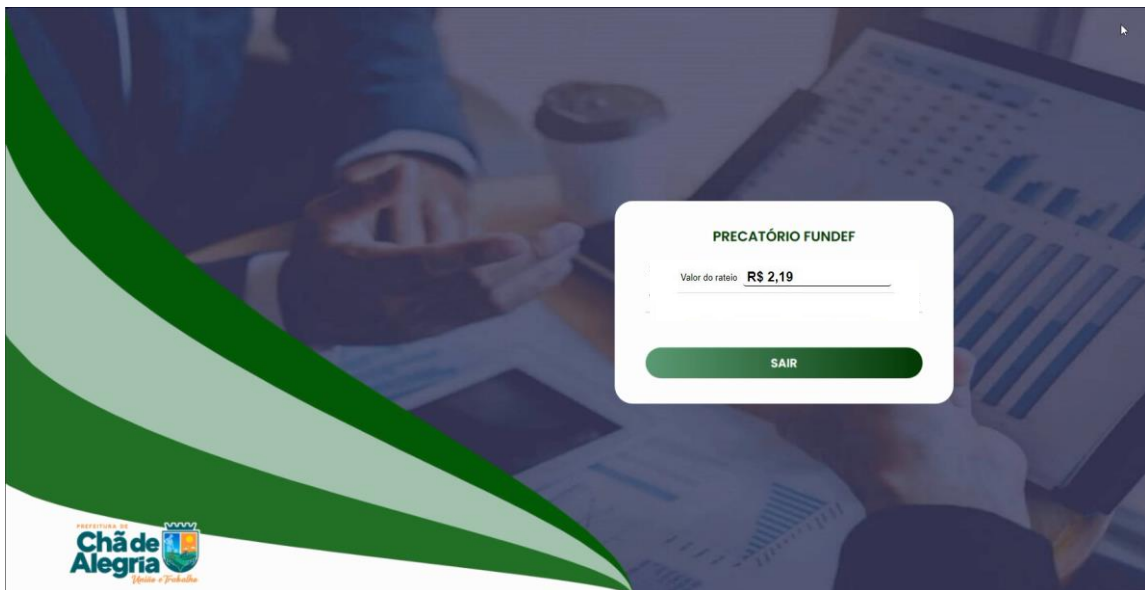 PRECATÓRIO FUNDEF
Valor do rateio R$ 2,19
SAIR
PREFEITURA DE
Chã de
Alegria
União e Trabalho